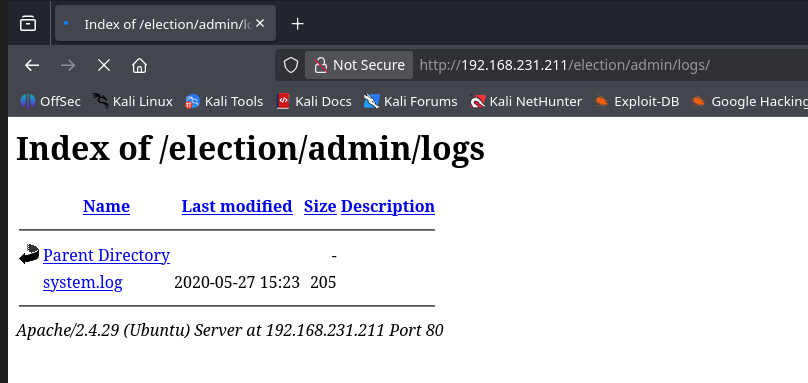 Index of /election/admin/lo
Not Secure http://192.168.231.211/election/admin/logs/
OffSec Kali Linux Kali Tools Kali Docs Kali Forums Kali NetHunter Exploit-DB Google Hacking
Index of /election/admin/logs
Name Last modified Size Description
Parent Directory -
system.log 2020-05-27 15:23 205
Apache/2.4.29 (Ubuntu) Server at 192.168.231.211 Port 80